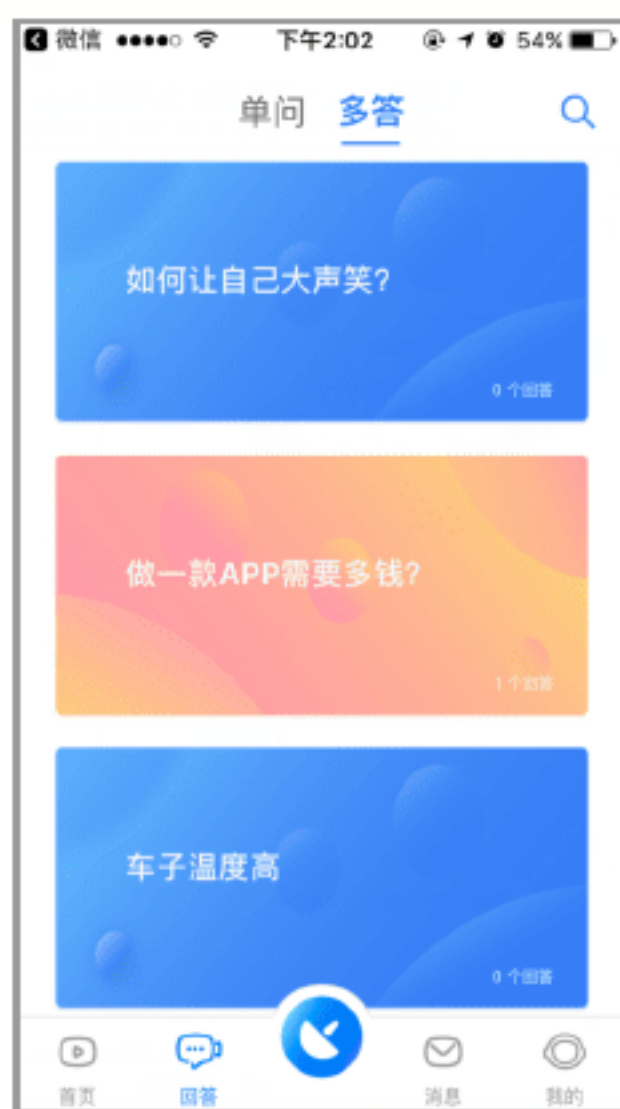 微信 下午2:02 54%
单问 多答
如何让自己大声笑?
0 个回答
做一款APP需要多钱?
1 个回答
车子温度高
0 个回答
首页 回答 消息 我的